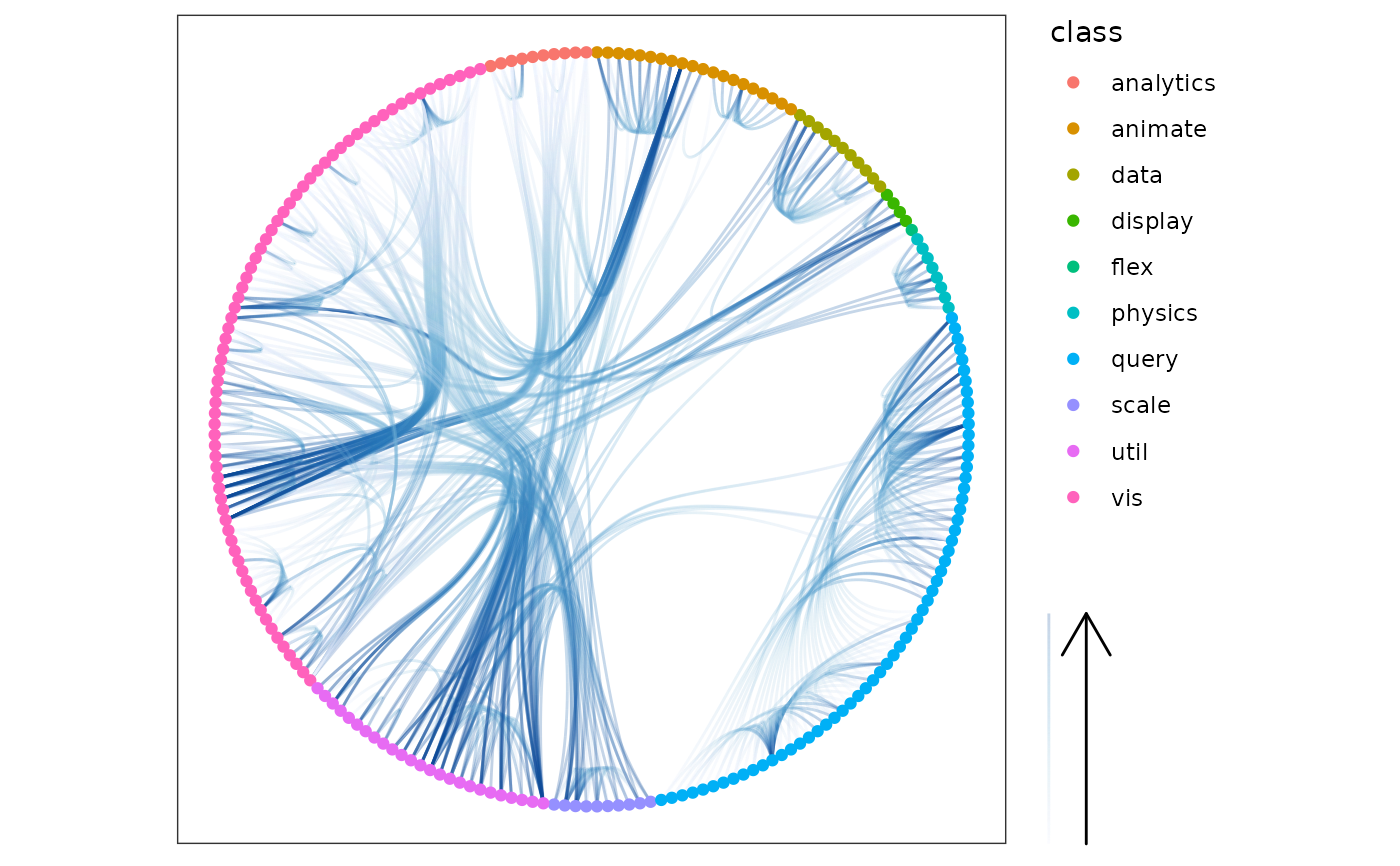 class
analytics
animate
data
display
flex
physics
query
scale
util
vis